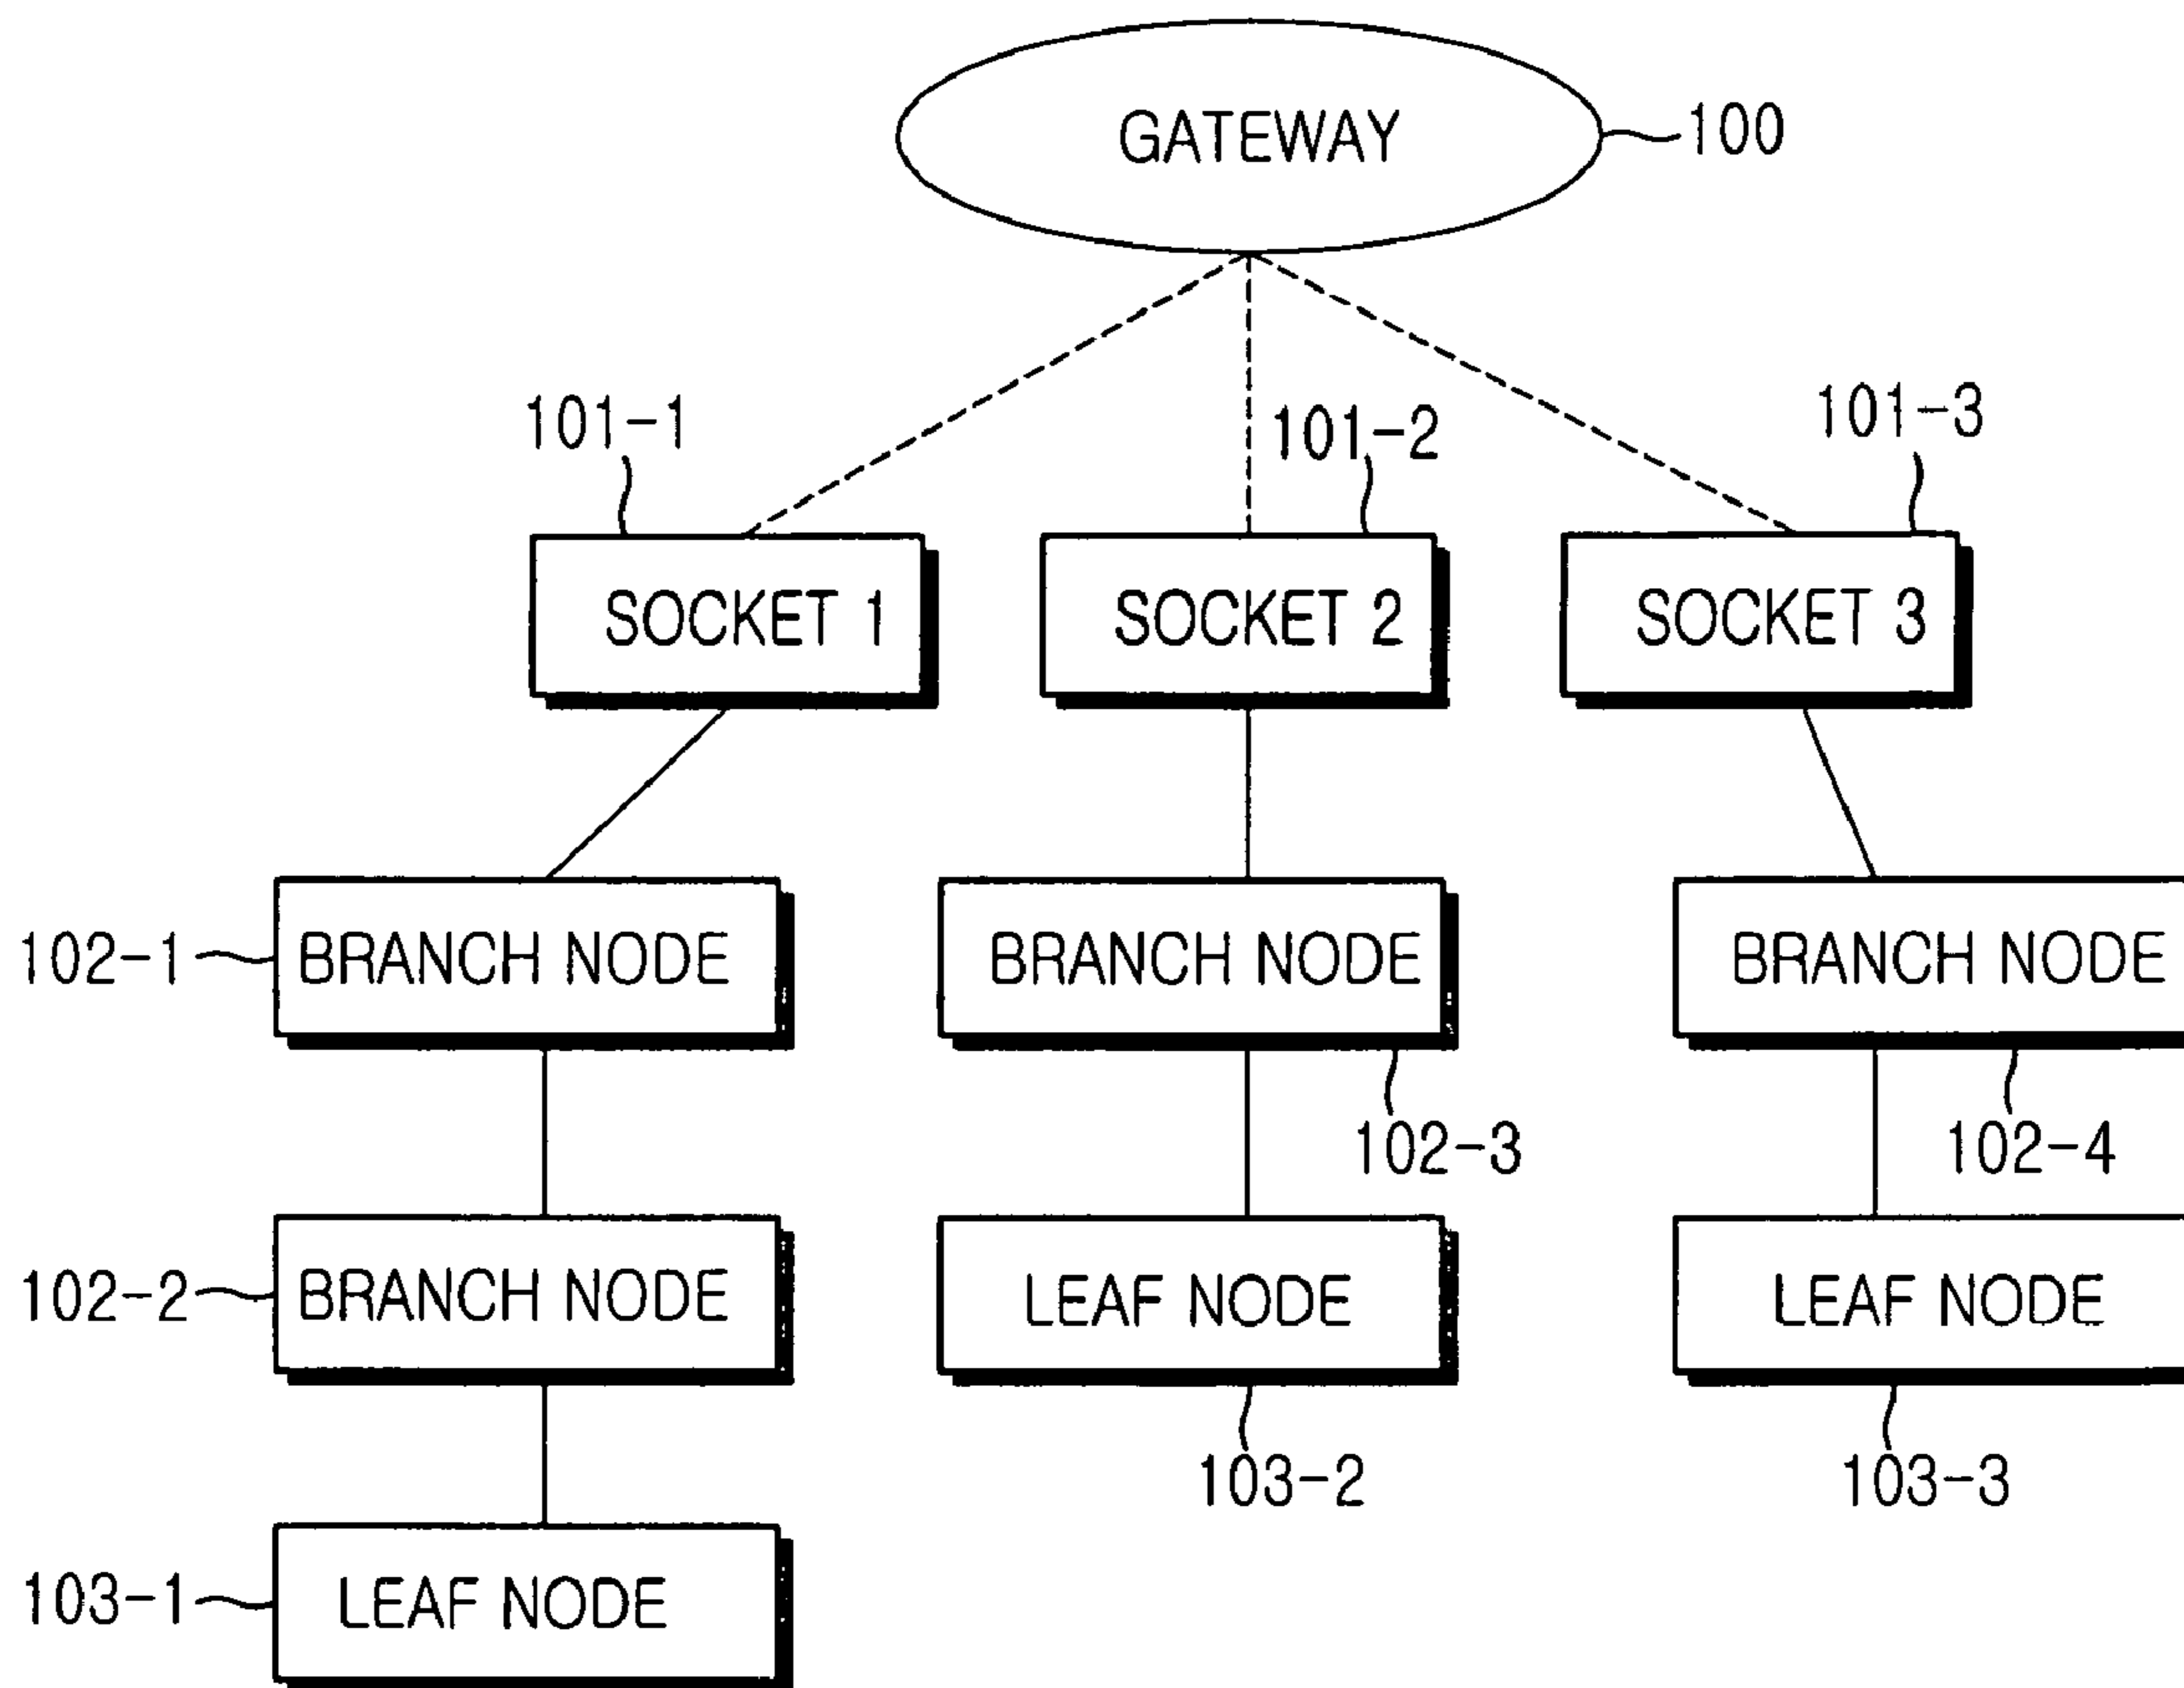 GATEWAY
100
101-1
101-2
101-3
SOCKET 1
SOCKET 2
SOCKET 3
102-1
BRANCH NODE
BRANCH NODE
BRANCH NODE
102-3
102-4
102-2
BRANCH NODE
LEAF NODE
LEAF NODE
103-2
103-3
103-1
LEAF NODE